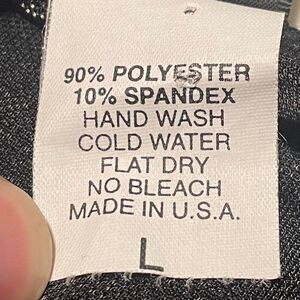 90% POLYESTER
10% SPANDEX
HAND WASH
COLD WATER
FLAT DRY
NO BLEACH
MADE IN U.S.A.
L